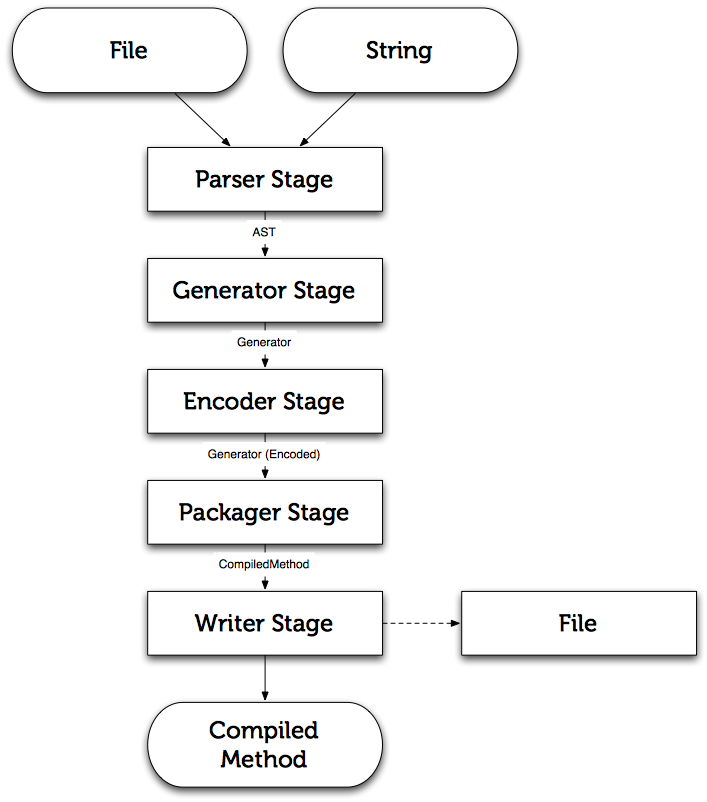 File
String
Parser Stage
AST
Generator Stage
Generator
Encoder Stage
Generator (Encoded)
Packager Stage
CompiledMethod
Writer Stage
File
Compiled
Method